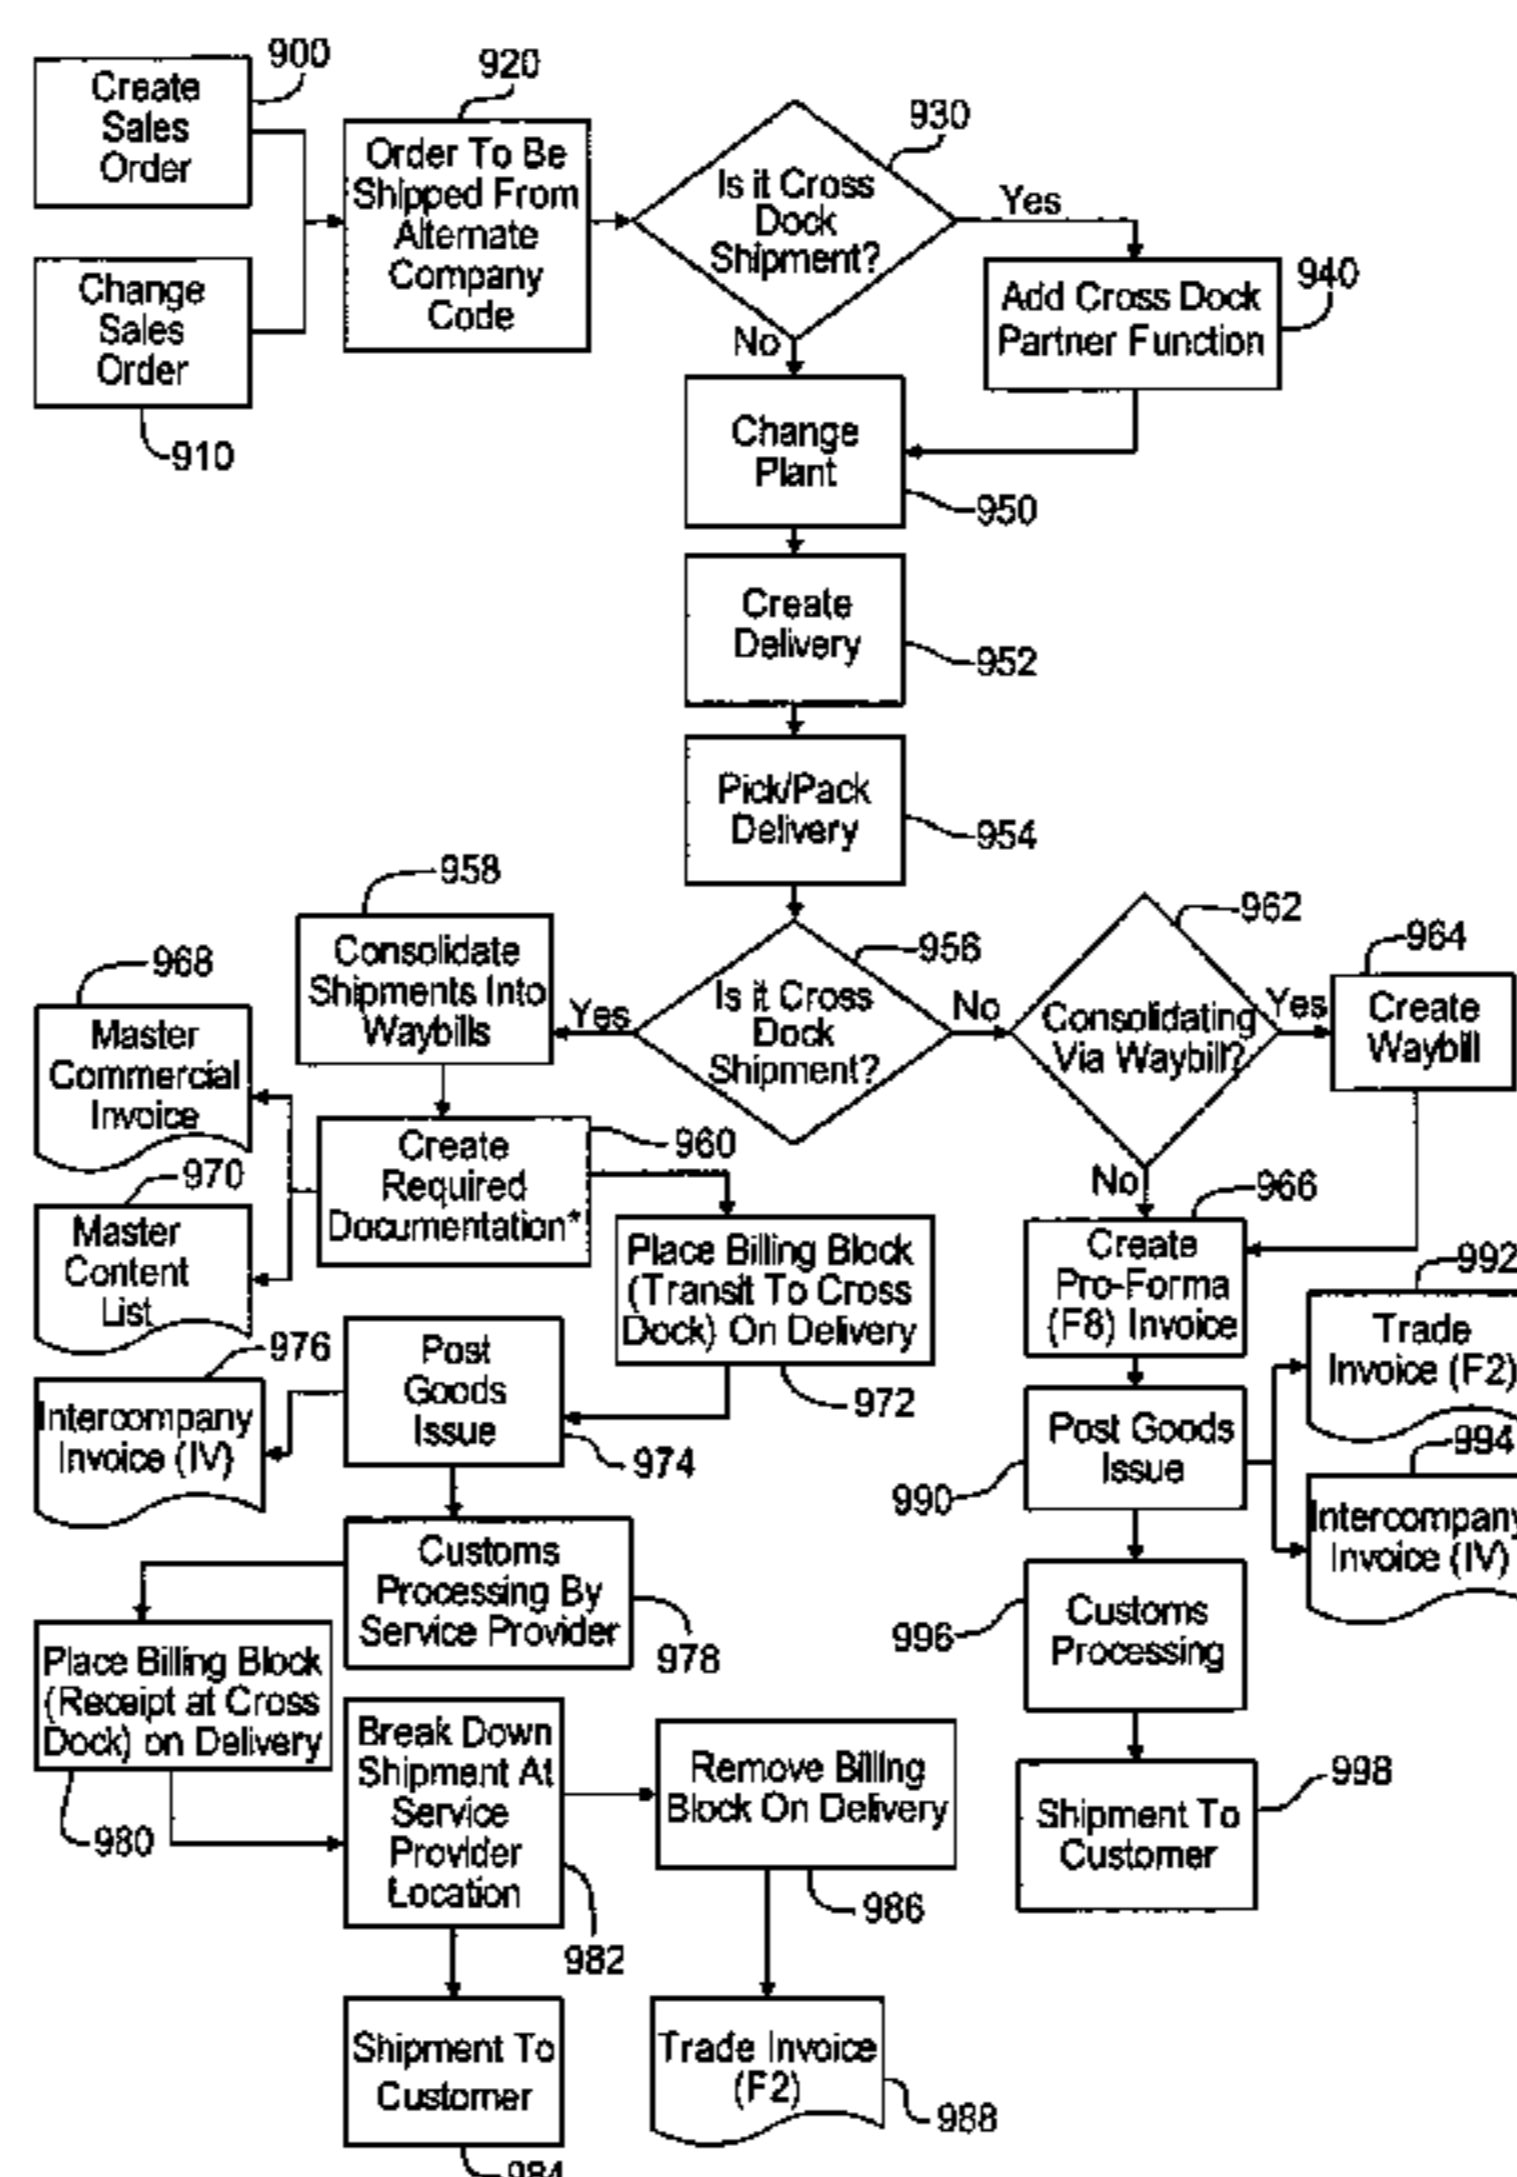 900
Create
Sales
Order
920
Order To Be
Shipped From
Alternate
Company
Code
930
Is it Cross
Dock
Shipment?
Yes
940
Add Cross Dock
Partner Function
Change
Sales
Order
910
No
Change
Plant
950
Create
Delivery
952
Pick/Pack
Delivery
954
958
Consolidate
Shipments Into
Waybills
Yes
956
Is it Cross
Dock
Shipment?
No
962
Consolidating
Via Waybill?
Yes
964
Create
Waybill
968
Master
Commercial
Invoice
960
Create
Required
Documentation*
970
Master
Content
List
No
966
Create
Pro-Forma
(F8) Invoice
Place Billing Block
(Transit To Cross
Dock) On Delivery
972
992
Trade
Invoice (F2)
976
Intercompany
Invoice (IV)
Post
Goods
Issue
974
Post Goods
Issue
990
994
Intercompany
Invoice (IV)
Customs
Processing By
Service Provider
978
996
Customs
Processing
Place Billing Block
(Receipt at Cross
Dock) on Delivery
980
Break Down
Shipment At
Service
Provider
Location
982
Remove Billing
Block On Delivery
986
998
Shipment To
Customer
Shipment To
Customer
984
Trade Invoice
(F2)
988